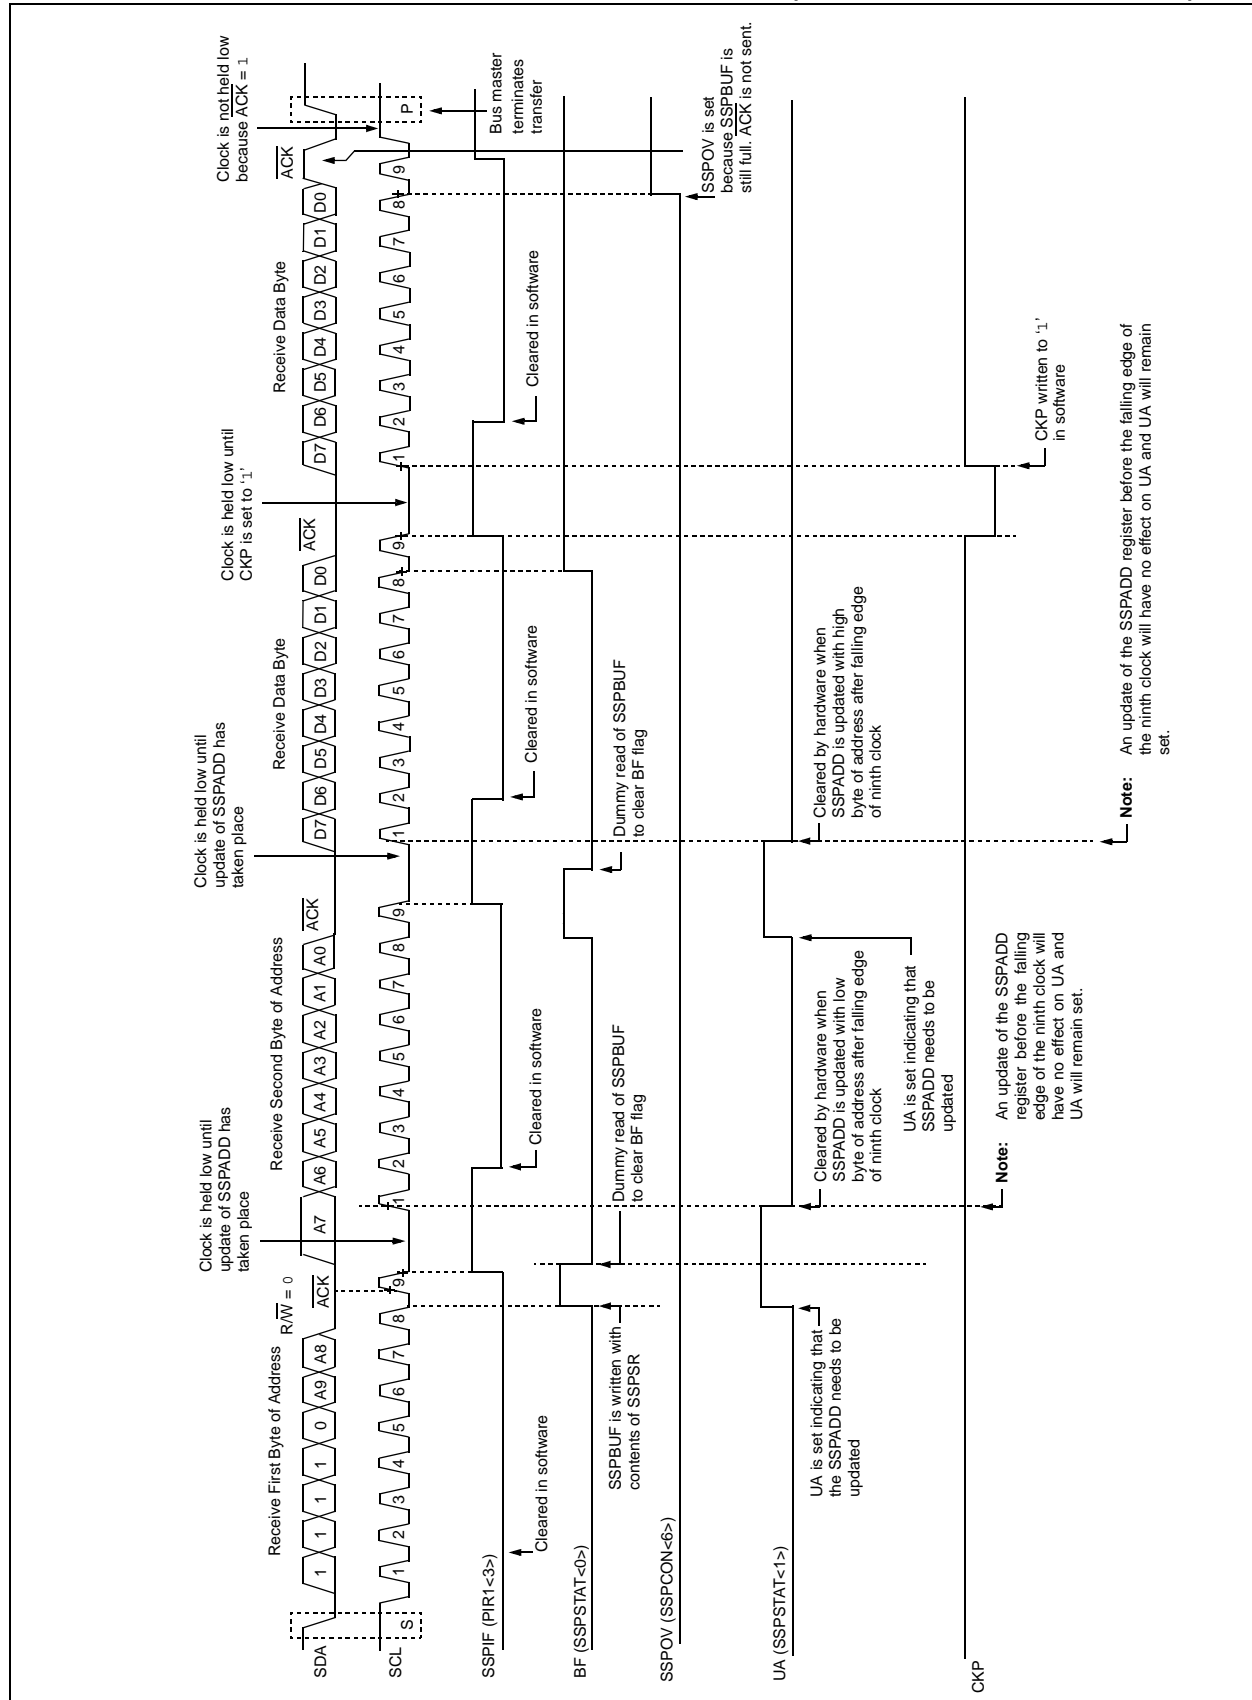 Receive First Byte of Address
R/W = 0
ACK
Clock is held low until
update of SSPADD has
taken place
Receive Second Byte of Address
ACK
Clock is held low until
update of SSPADD has
taken place
Receive Data Byte
ACK
Clock is held low until
CKP is set to ‘1’
Receive Data Byte
ACK
Clock is not held low
because ACK = 1
SDA
1 1 1 1 0 A9 A8
A7 A6 A5 A4 A3 A2 A1 A0
D7 D6 D5 D4 D3 D2 D1 D0
D7 D6 D5 D4 D3 D2 D1 D0
SCL
S
1 2 3 4 5 6 7 8 9
1 2 3 4 5 6 7 8 9
1 2 3 4 5 6 7 8 9
1 2 3 4 5 6 7 8 9
P
Bus master
terminates
transfer
SSPIF (PIR1<3>)
Cleared in software
Cleared in software
Cleared in software
Cleared in software
BF (SSPSTAT<0>)
SSPBUF is written with
contents of SSPSR
Dummy read of SSPBUF
to clear BF flag
Dummy read of SSPBUF
to clear BF flag
SSPOV (SSPCON<6>)
SSPOV is set
because SSPBUF is
still full. ACK is not sent.
UA (SSPSTAT<1>)
UA is set indicating that
the SSPADD needs to be
updated
Cleared by hardware when
SSPADD is updated with low
byte of address after falling edge
of ninth clock
UA is set indicating that
SSPADD needs to be
updated
Cleared by hardware when
SSPADD is updated with high
byte of address after falling edge
of ninth clock
CKP
CKP written to ‘1’
in software
Note: An update of the SSPADD
register before the falling
edge of the ninth clock will
have no effect on UA and
UA will remain set.
Note: An update of the SSPADD register before the falling edge of
the ninth clock will have no effect on UA and UA will remain
set.